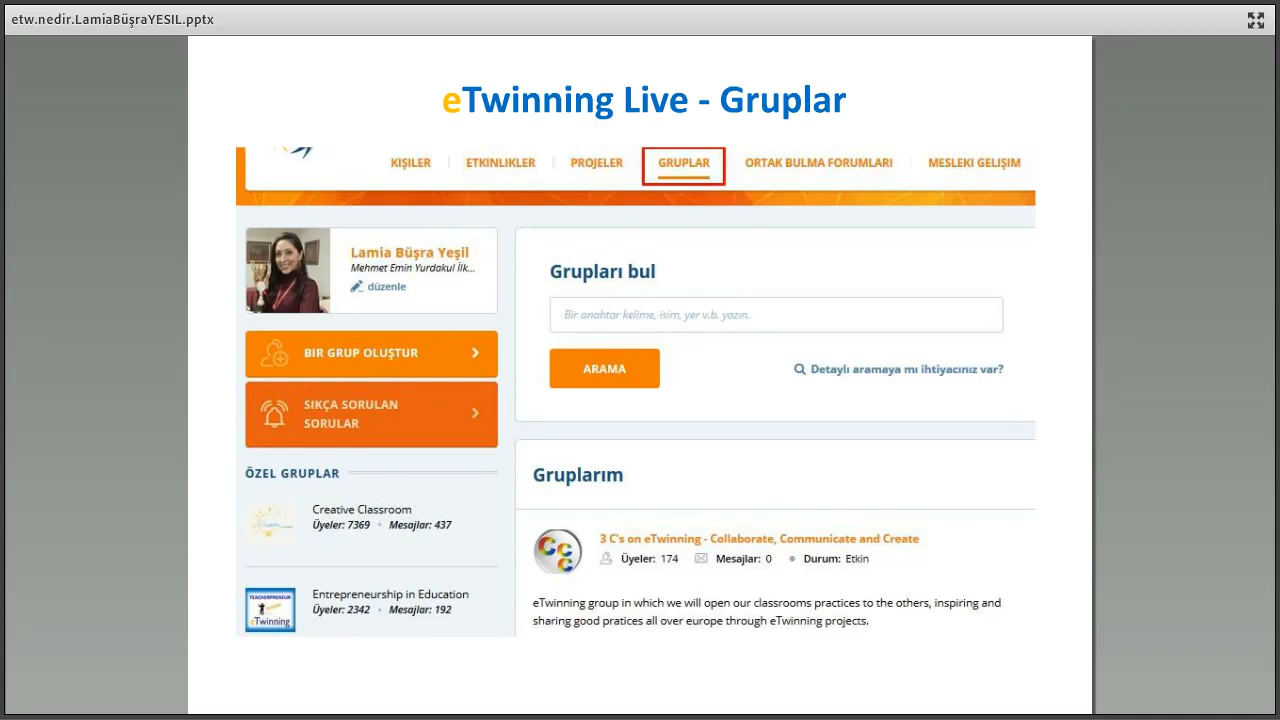 etw.nedir.LamiaBüşraYESIL.pptx
eTwinning Live - Gruplar
KIŞILER
ETKINLIKLER
PROJELER
GRUPLAR
ORTAK BULMA FORUMLARI
MESLEKI GELIŞIM
Lamia Büşra Yeşil
Mehmet Emin Yurdakul İlk...
düzenle
BIR GRUP OLUŞTUR
SIKÇA SORULAN
SORULAR
ÖZEL GRUPLAR
Creative Classroom
Üyeler: 7369 • Mesajlar: 437
TEACHERPRENEUR
eTwinning
Entrepreneurship in Education
Üyeler: 2342 • Mesajlar: 192
Grupları bul
Bir anahtar kelime, isim, yer v.b. yazın.
ARAMA
Detaylı aramaya mı ihtiyacınız var?
Gruplarım
CCC
3 C's on eTwinning - Collaborate, Communicate and Create
Üyeler: 174 Mesajlar: 0 • Durum: Etkin
eTwinning group in which we will open our classrooms practices to the others, inspiring and
sharing good pratices all over europe through eTwinning projects.